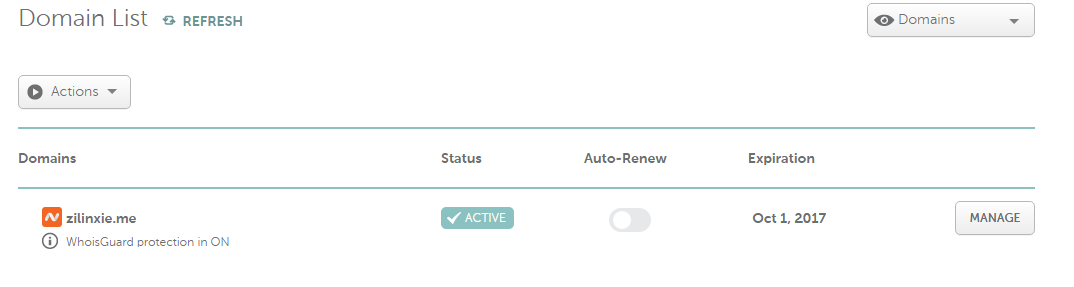 Domain List REFRESH Domains
Actions
Domains Status Auto-Renew Expiration
zilinxie.me ACTIVE Oct 1, 2017 MANAGE
WhoisGuard protection in ON